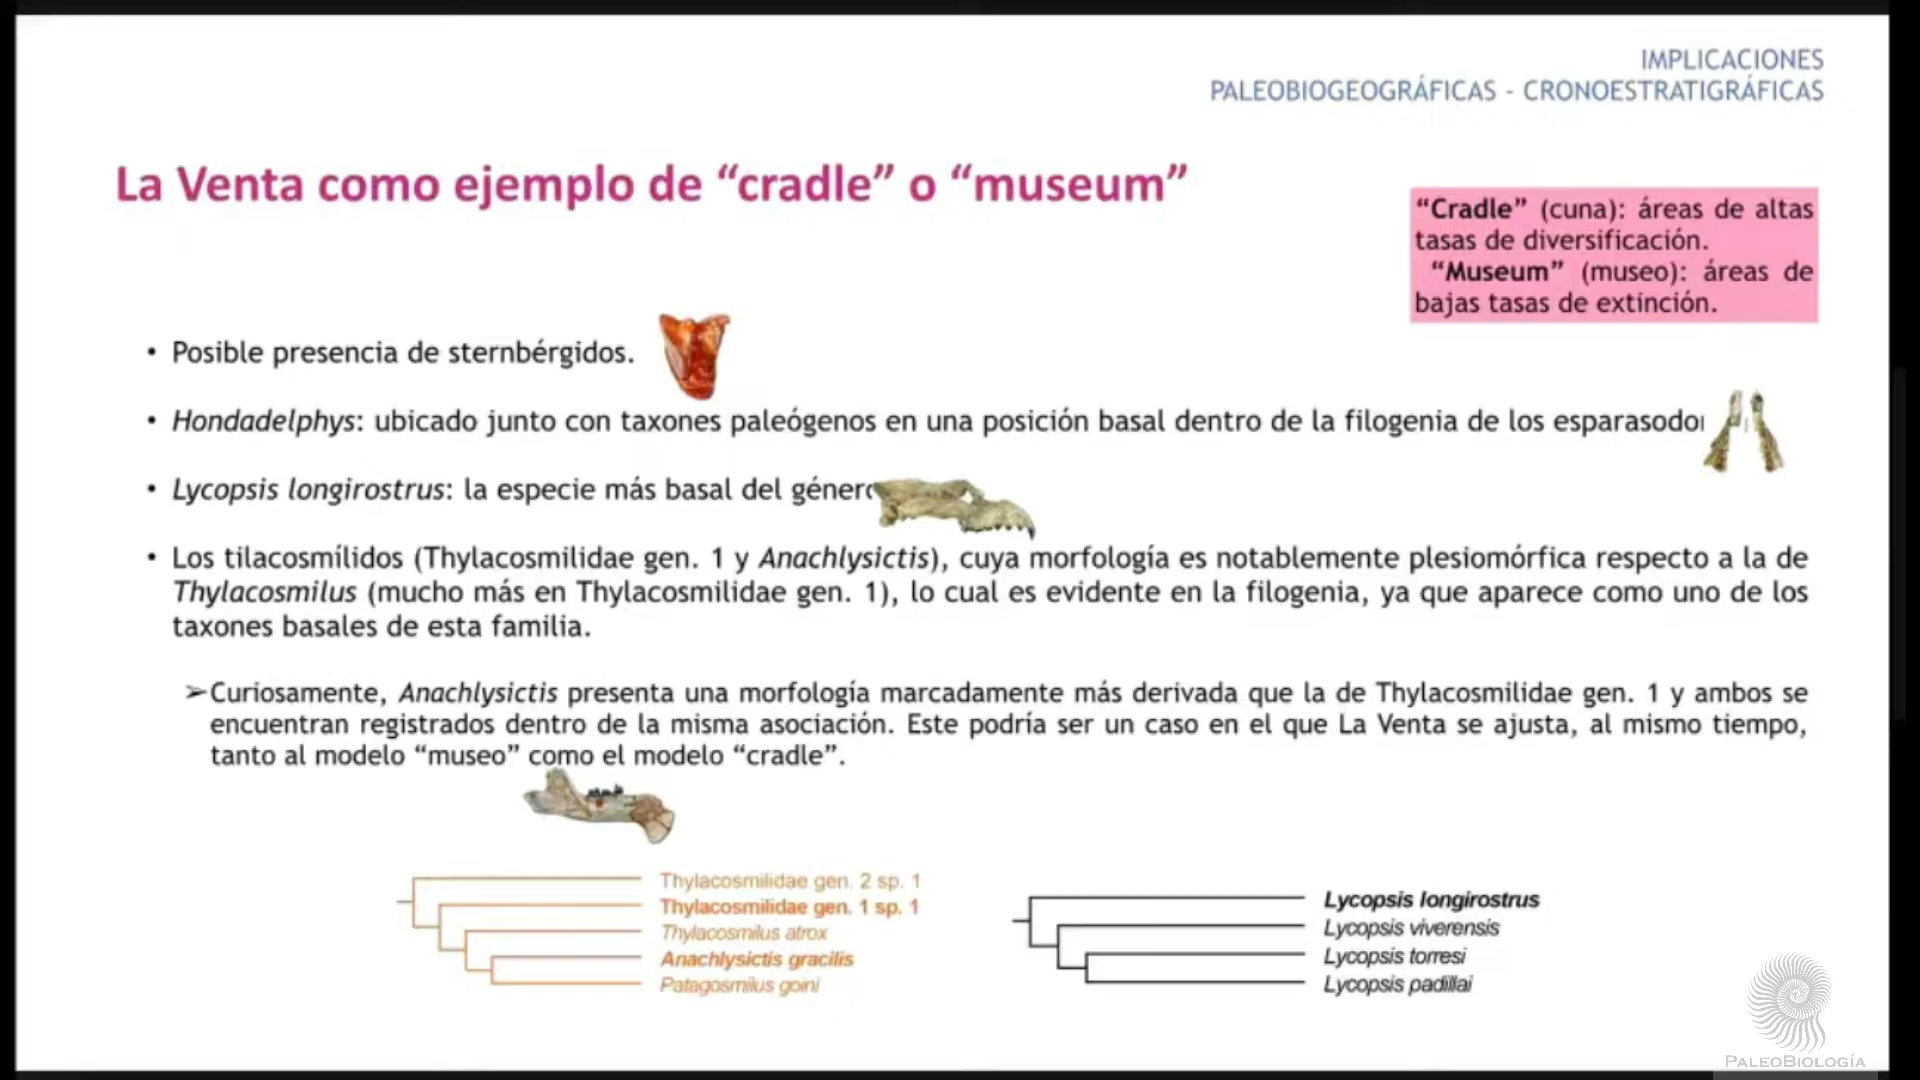 IMPLICACIONES
PALEOBIOGEOGRÁFICAS - CRONOESTRATIGRÁFICAS
La Venta como ejemplo de “cradle” o “museum”
“Cradle” (cuna): áreas de altas
tasas de diversificación.
“Museum” (museo): áreas de
bajas tasas de extinción.
• Posible presencia de sternbérgidos.
• Hondadelphys: ubicado junto con taxones paleógenos en una posición basal dentro de la filogenia de los esparasodon
• Lycopsis longirostrus: la especie más basal del género
• Los tilacosmílidos (Thylacosmilidae gen. 1 y Anachlysictis), cuya morfología es notablemente plesiomórfica respecto a la de
Thylacosmilus (mucho más en Thylacosmilidae gen. 1), lo cual es evidente en la filogenia, ya que aparece como uno de los
taxones basales de esta familia.
➢Curiosamente, Anachlysictis presenta una morfología marcadamente más derivada que la de Thylacosmilidae gen. 1 y ambos se
encuentran registrados dentro de la misma asociación. Este podría ser un caso en el que La Venta se ajusta, al mismo tiempo,
tanto al modelo “museo” como el modelo “cradle”.
Thylacosmilidae gen. 2 sp. 1
Thylacosmilidae gen. 1 sp. 1
Thylacosmilus atrox
Anachlysictis gracilis
Patagosmilus goini
Lycopsis longirostrus
Lycopsis viverensis
Lycopsis torresi
Lycopsis padillai
PALEOBIOLOGÍA